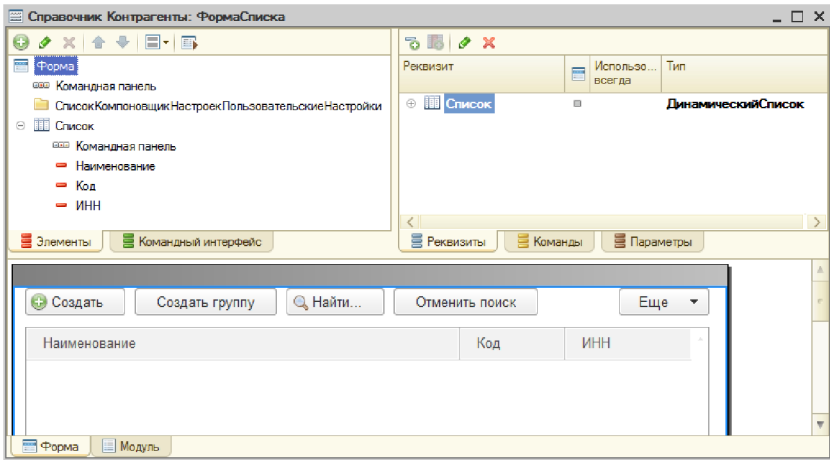 Справочник Контрагенты: ФормаСписка
Форма
Командная панель
СписокКомпоновщикНастроекПользовательскиеНастройки
Список
Командная панель
Наименование
Код
ИНН
Элементы
Командный интерфейс
Реквизит
Использо... всегда
Тип
Список
ДинамическийСписок
Реквизиты
Команды
Параметры
Создать
Создать группу
Найти...
Отменить поиск
Еще
Наименование
Код
ИНН
Форма
Модуль